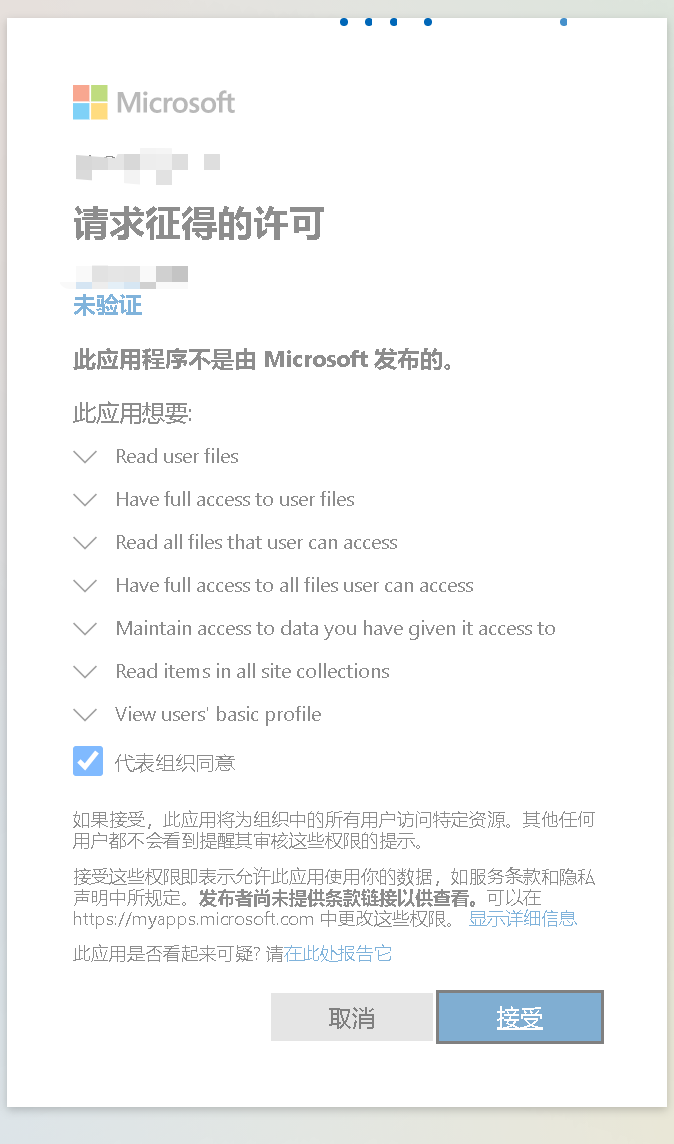 Microsoft
请求征得的许可
未验证
此应用程序不是由 Microsoft 发布的。
此应用想要:
Read user files
Have full access to user files
Read all files that user can access
Have full access to all files user can access
Maintain access to data you have given it access to
Read items in all site collections
View users' basic profile
代表组织同意
如果接受，此应用将为组织中的所有用户访问特定资源。其他任何
用户都不会看到提醒其审核这些权限的提示。
接受这些权限即表示允许此应用使用你的数据，如服务条款和隐私
声明中所规定。发布者尚未提供条款链接以供查看。可以在
https://myapps.microsoft.com 中更改这些权限。 显示详细信息
此应用是否看起来可疑? 请在此处报告它
取消 接受